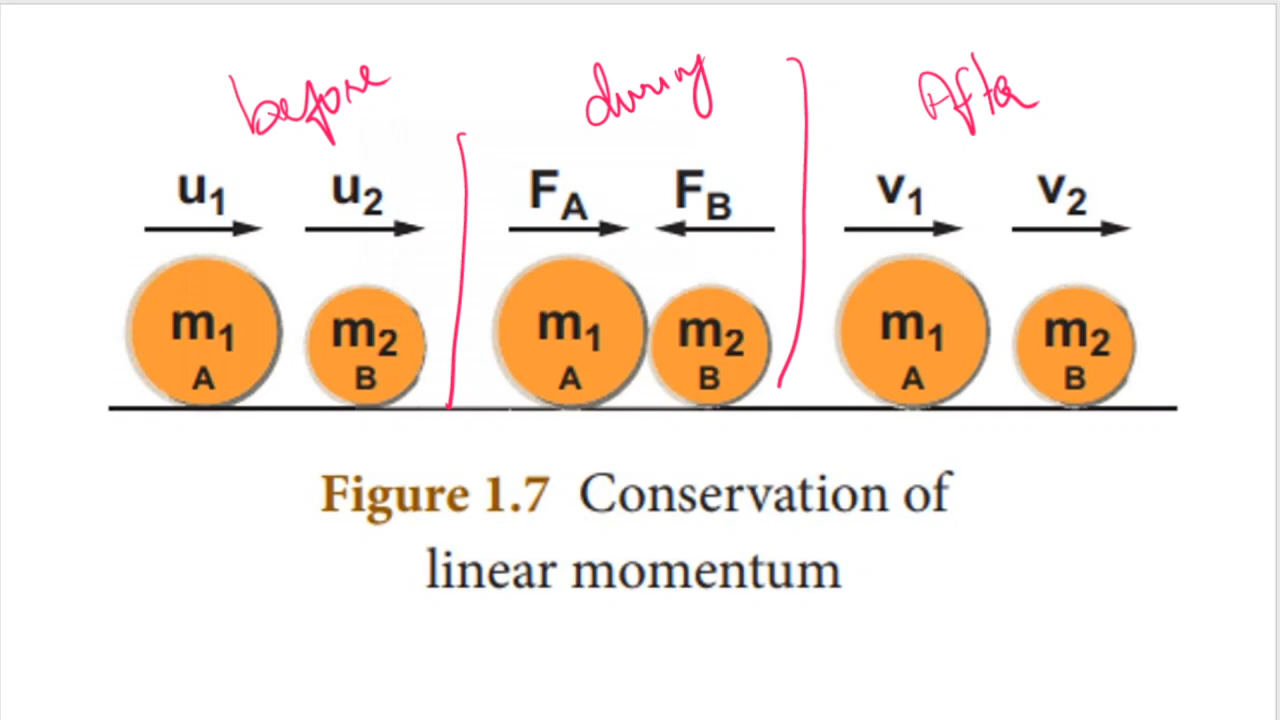 before during After
u1 u2 FA FB v1 v2
m1 m2 m1 m2 m1 m2
A B A B A B
Figure 1.7 Conservation of
linear momentum